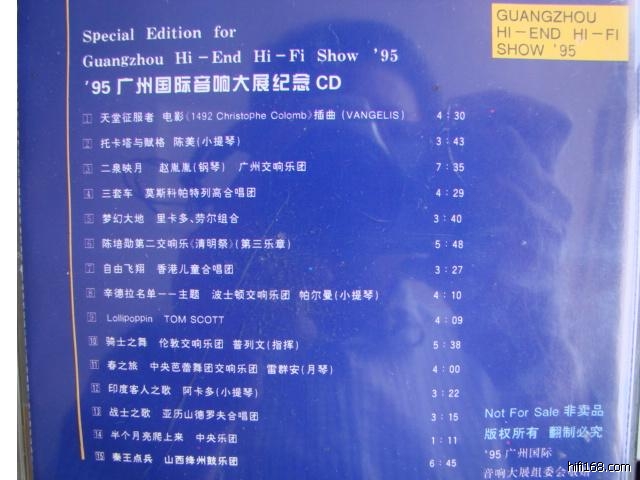 Special Edition for
Guangzhou Hi-End Hi-Fi Show '95
'95 广州国际音响大展纪念 CD
GUANGZHOU
HI-END HI-FI
SHOW '95
1 天堂征服者 电影《1492 Christophe Colomb》插曲 (VANGELIS) 4:30
2 托卡塔与赋格 陈美(小提琴) 3:43
3 二泉映月 赵胤胤(钢琴) 广州交响乐团 7:35
4 三套车 莫斯科帕特列高合唱团 4:29
5 梦幻大地 里卡多、劳尔组合 3:40
6 陈培勋第二交响乐《清明祭》(第三乐章) 5:48
7 自由飞翔 香港儿童合唱团 3:27
8 辛德拉名单--主题 波士顿交响乐团 帕尔曼(小提琴) 4:10
9 Lollipoppin TOM SCOTT 4:09
10 骑士之舞 伦敦交响乐团 普列文(指挥) 5:38
11 春之旅 中央芭蕾舞团交响乐团 雷群安(月琴) 4:00
12 印度客人之歌 阿卡多(小提琴) 3:22
13 战士之歌 亚历山德罗夫合唱团 3:15
14 半个月亮爬上来 中央乐团 1:11
15 秦王点兵 山西绛州鼓乐团 6:45
Not For Sale 非卖品
版权所有 翻制必究
'95 广州国际
音响大展组委会
hifi168.com